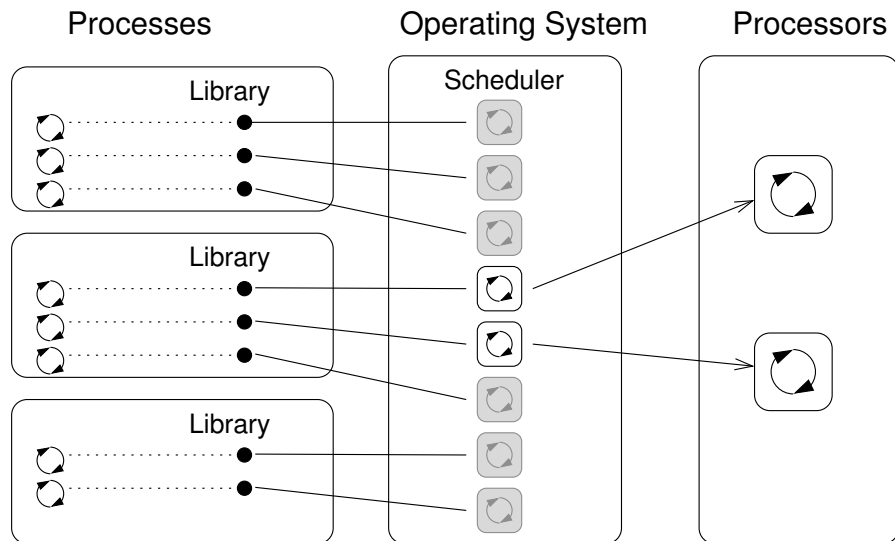 Processes
Operating System
Processors
Library
Scheduler
Library
Library